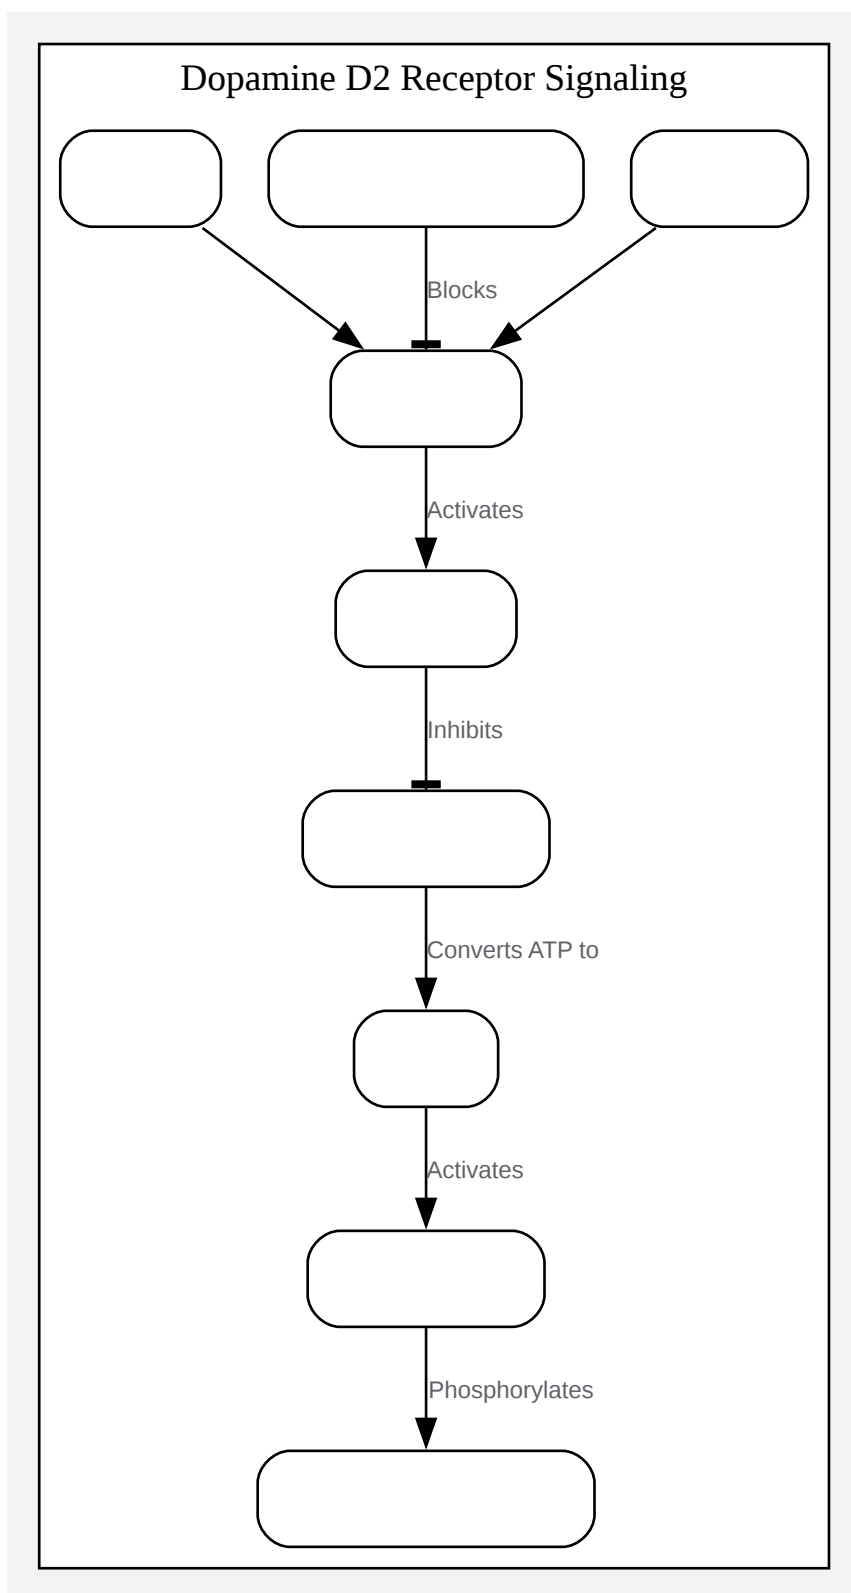 Dopamine D2 Receptor Signaling
Blocks
Activates
Inhibits
Converts ATP to
Activates
Phosphorylates